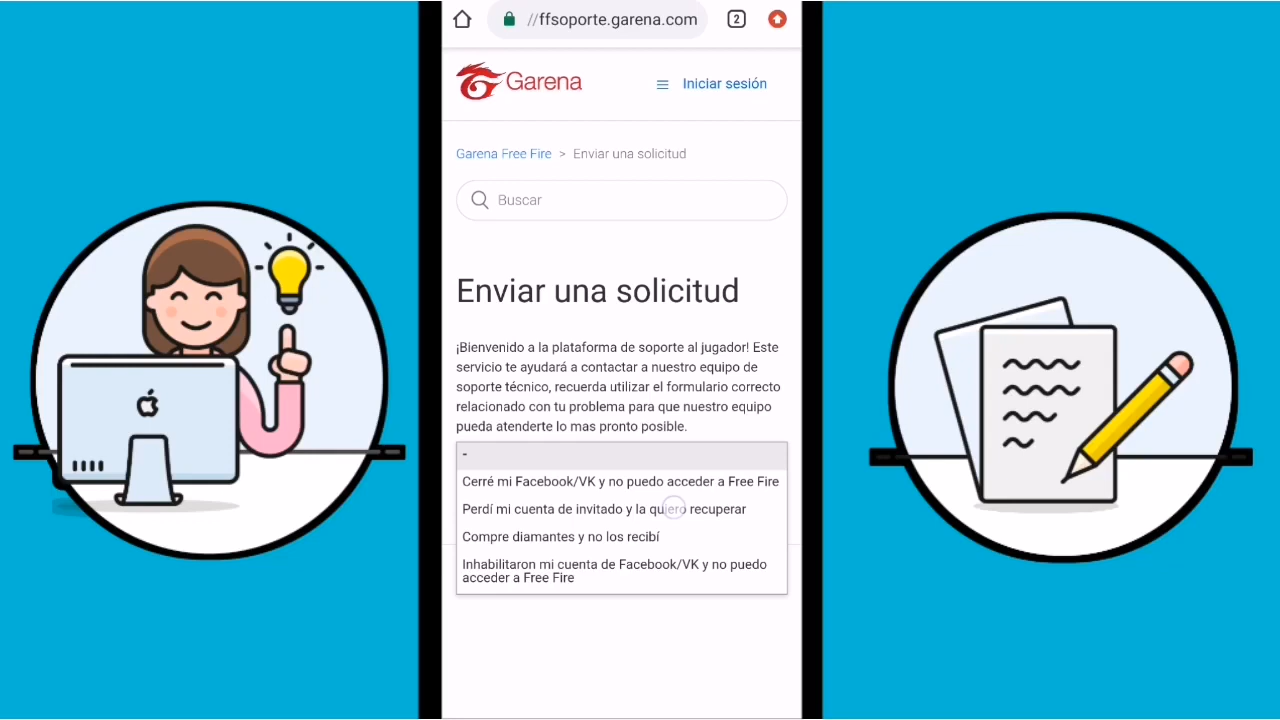 //ffsoporte.garena.com
2
Garena
Iniciar sesión
Garena Free Fire > Enviar una solicitud
Buscar
Enviar una solicitud
¡Bienvenido a la plataforma de soporte al jugador! Este
servicio te ayudará a contactar a nuestro equipo de
soporte técnico, recuerda utilizar el formulario correcto
relacionado con tu problema para que nuestro equipo
pueda atenderte lo mas pronto posible.
-
Cerré mi Facebook/VK y no puedo acceder a Free Fire
Perdí mi cuenta de invitado y la quiero recuperar
Compre diamantes y no los recibí
Inhabilitaron mi cuenta de Facebook/VK y no puedo
acceder a Free Fire